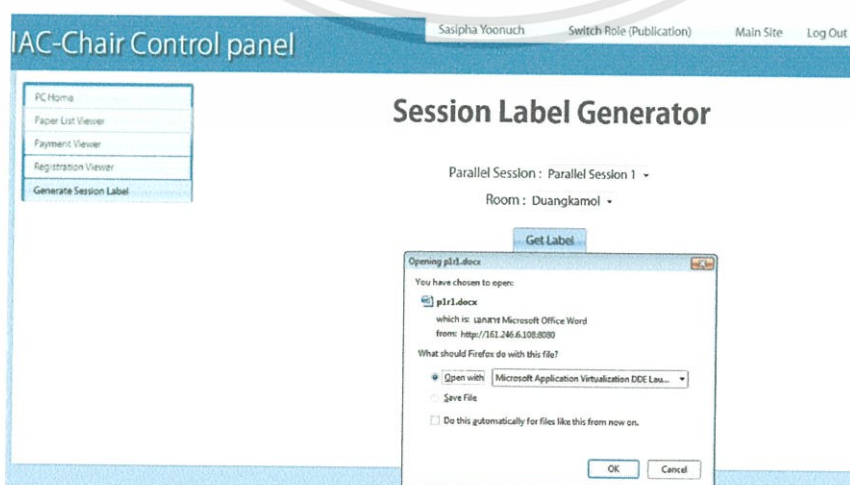 IAC-Chair Control panel
Sasipha Yoonuch Switch Role (Publication) Main Site Log Out
PC Home
Paper List Viewer
Payment Viewer
Registration Viewer
Generate Session Label
Session Label Generator
Parallel Session : Parallel Session 1
Room : Duangkamol
Get Label
Opening p1r1.docx
You have chosen to open:
p1r1.docx
which is: เอกสาร Microsoft Office Word
from: http://161.246.6.108:8080
What should Firefox do with this file?
Open with Microsoft Application Virtualization DDE Lau...
Save File
Do this automatically for files like this from now on.
OK Cancel